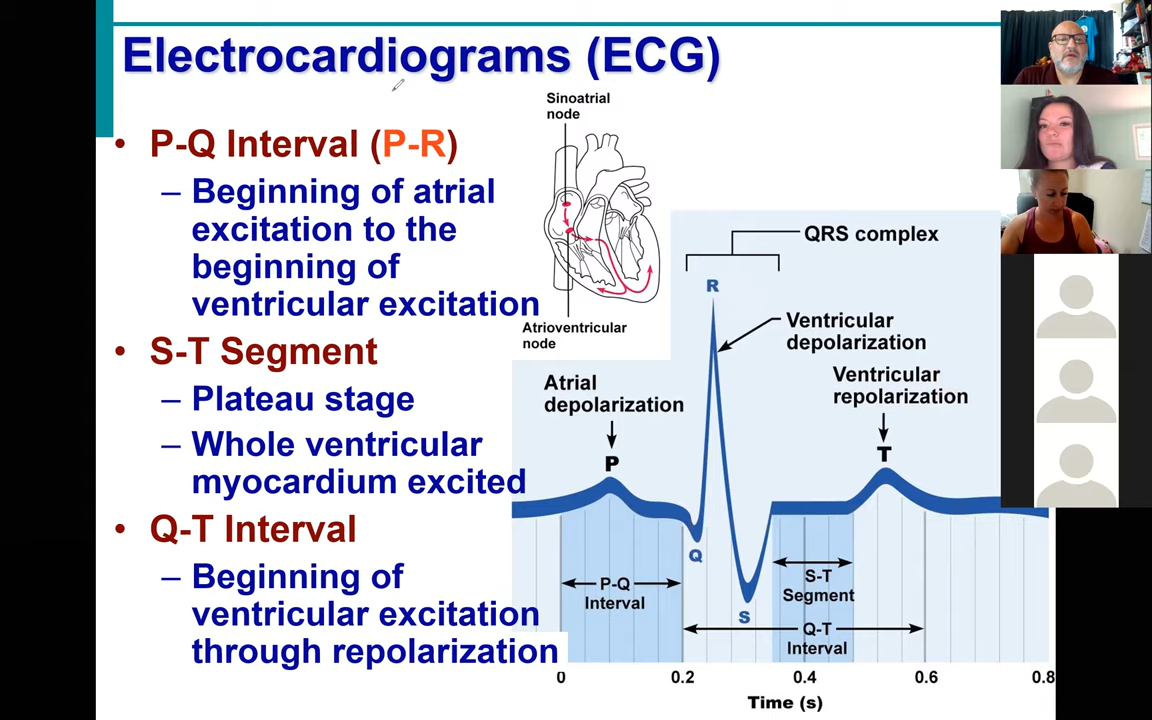 Electrocardiograms (ECG)
• P-Q Interval (P-R)
– Beginning of atrial
excitation to the
beginning of
ventricular excitation
• S-T Segment
– Plateau stage
– Whole ventricular
myocardium excited
• Q-T Interval
– Beginning of
ventricular excitation
through repolarization
Sinoatrial
node
Atrioventricular
node
QRS complex
R
Ventricular
depolarization
Atrial
depolarization
Ventricular
repolarization
P
T
Q
S
P-Q
Interval
S-T
Segment
Q-T
Interval
0
0.2
0.4
0.6
0.8
Time (s)